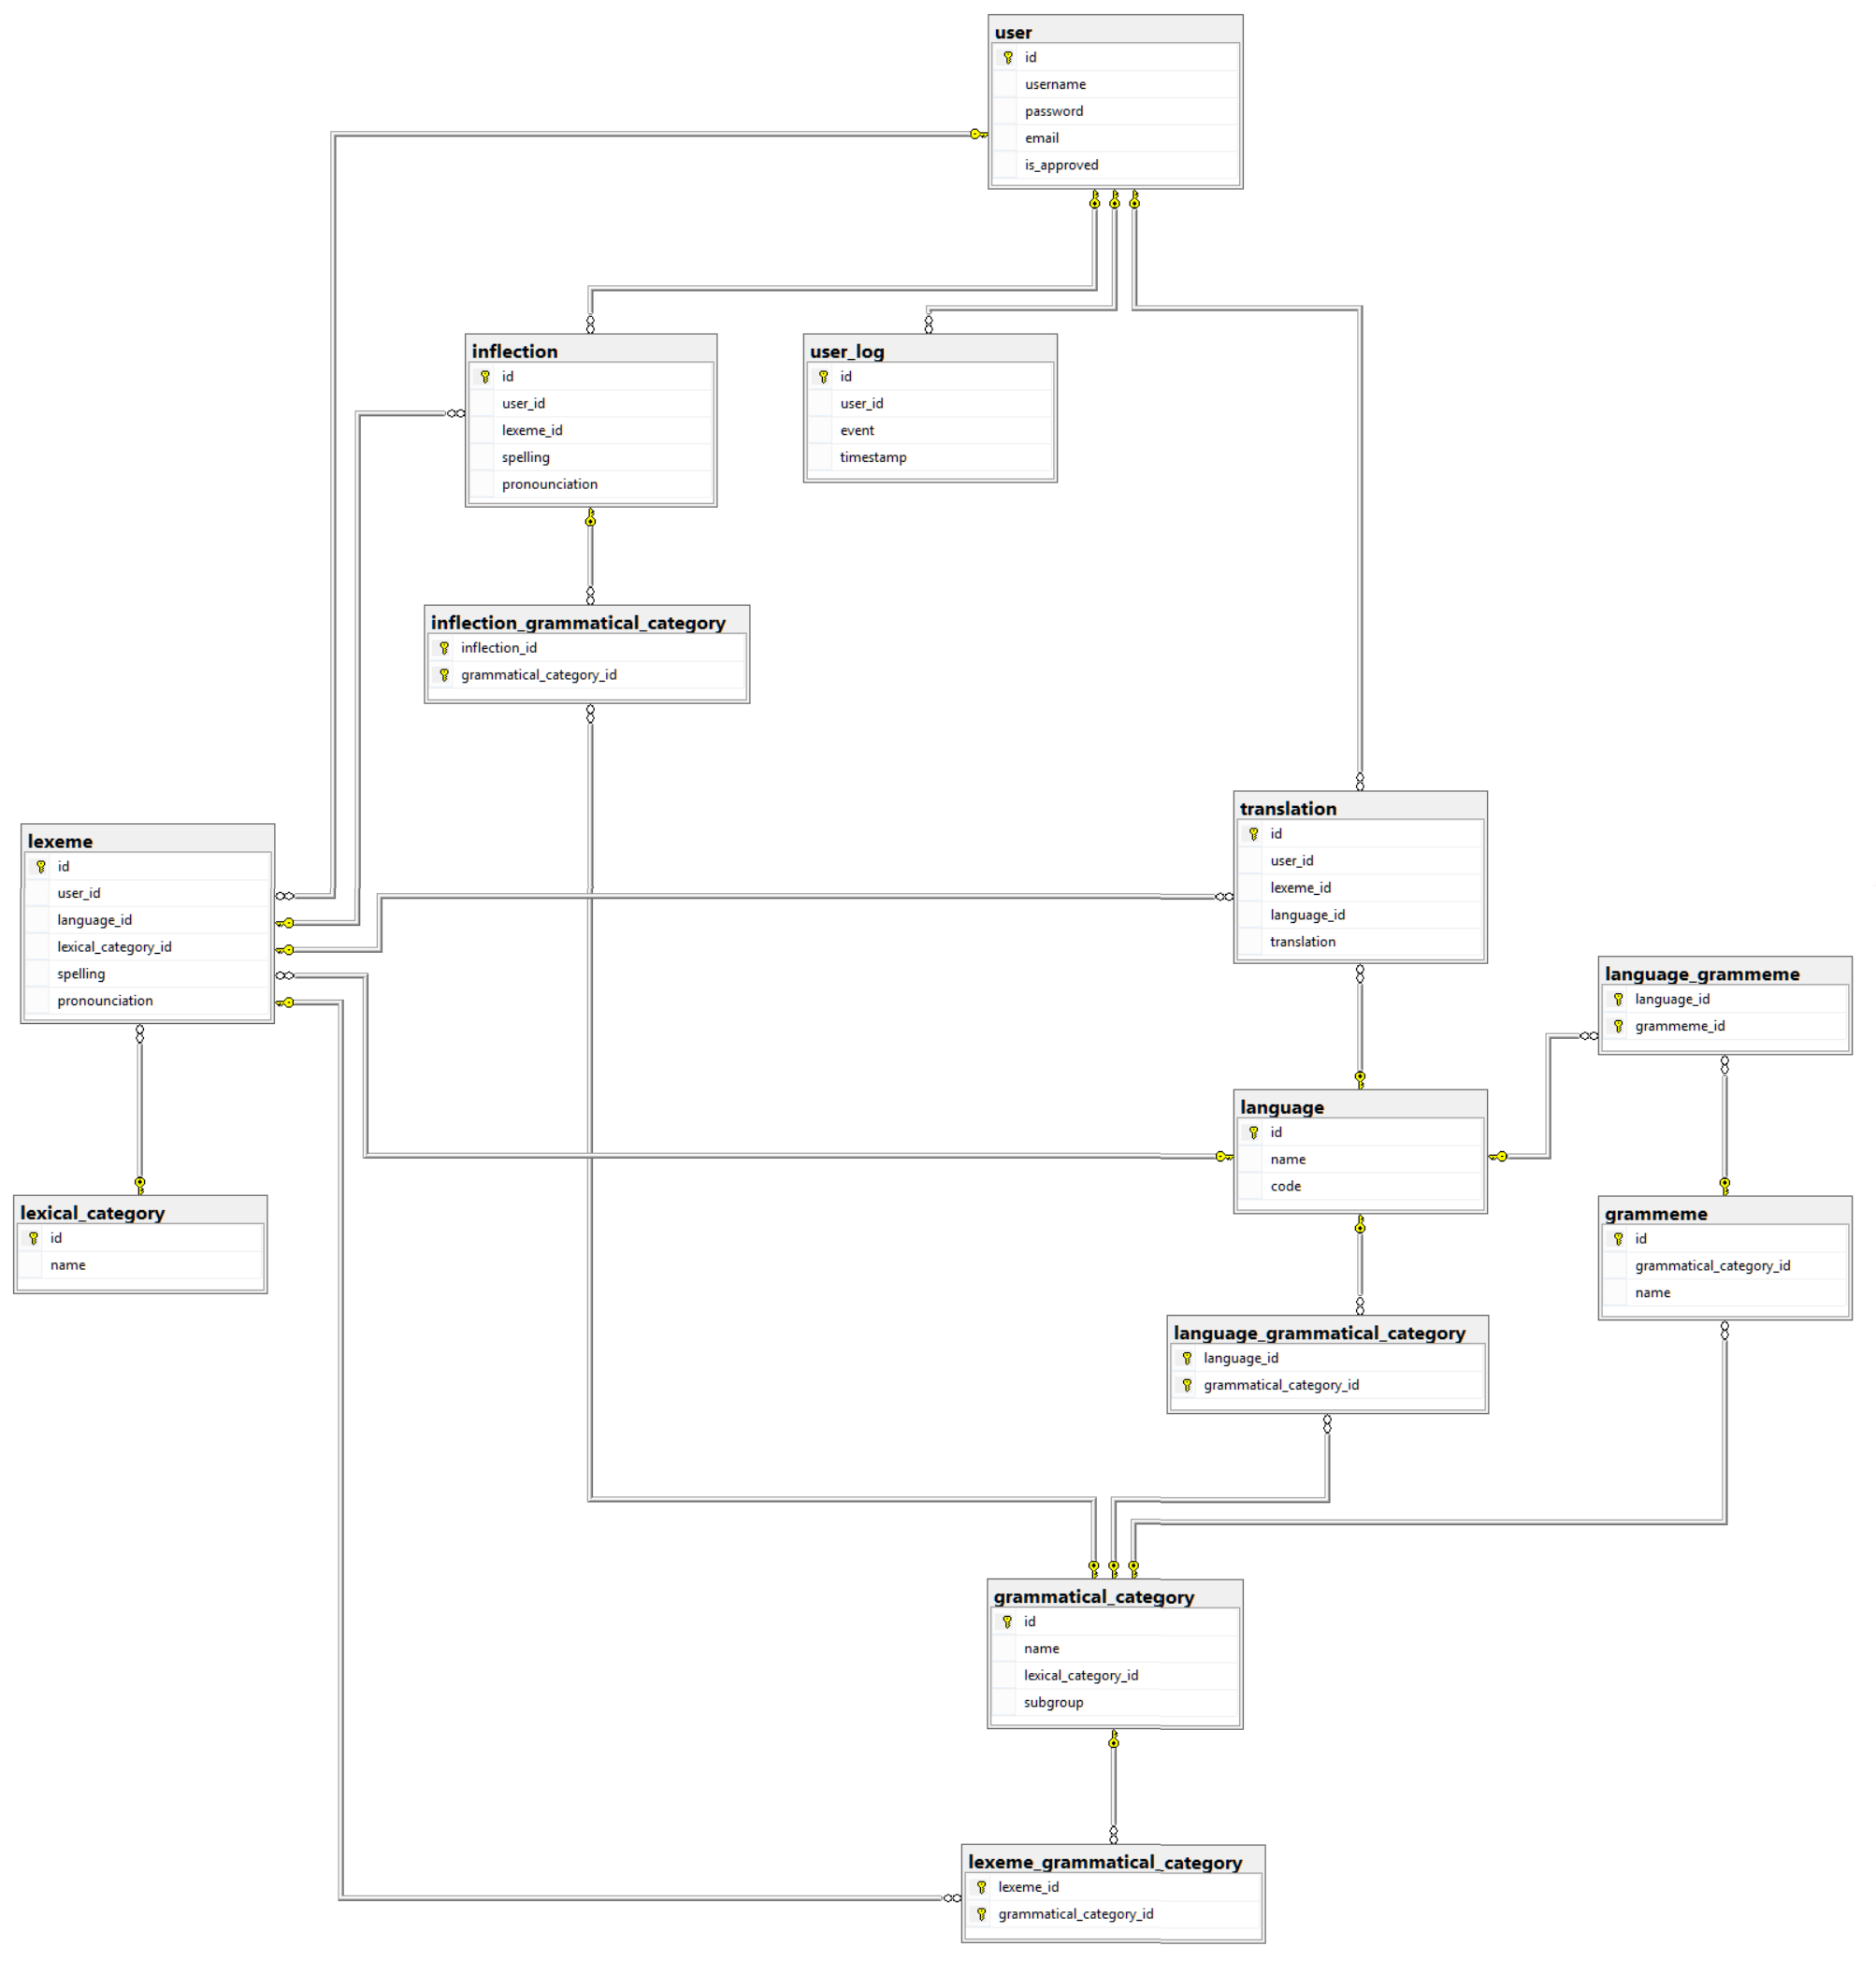 user
id
username
password
email
is_approved
inflection
id
user_id
lexeme_id
spelling
pronounciation
user_log
id
user_id
event
timestamp
inflection_grammatical_category
inflection_id
grammatical_category_id
translation
id
user_id
lexeme_id
language_id
translation
lexeme
id
user_id
language_id
lexical_category_id
spelling
pronounciation
language_grammeme
language_id
grammeme_id
language
id
name
code
lexical_category
id
name
grammeme
id
grammatical_category_id
name
language_grammatical_category
language_id
grammatical_category_id
grammatical_category
id
name
lexical_category_id
subgroup
lexeme_grammatical_category
lexeme_id
grammatical_category_id